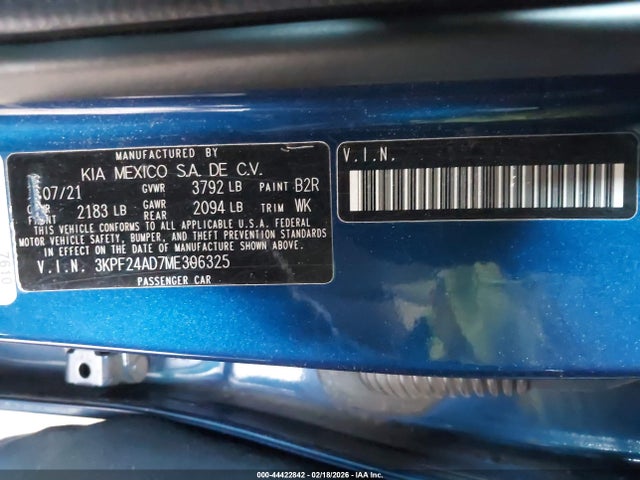 MANUFACTURED BY
KIA MEXICO S.A. DE C.V.
07/21 GVWR 3792 LB PAINT B2R
FRONT 2183 LB GAWR REAR 2094 LB TRIM WK
THIS VEHICLE CONFORMS TO ALL APPLICABLE U.S.A. FEDERAL
MOTOR VEHICLE SAFETY, BUMPER, AND THEFT PREVENTION STANDARDS
IN EFFECT ON THE DATE OF MANUFACTURE SHOWN ABOVE.
V.I.N. 3KPF24AD7ME306325
PASSENGER CAR
V.I.N.
7610
000-44422842 - 02/18/2026 - IAA Inc.